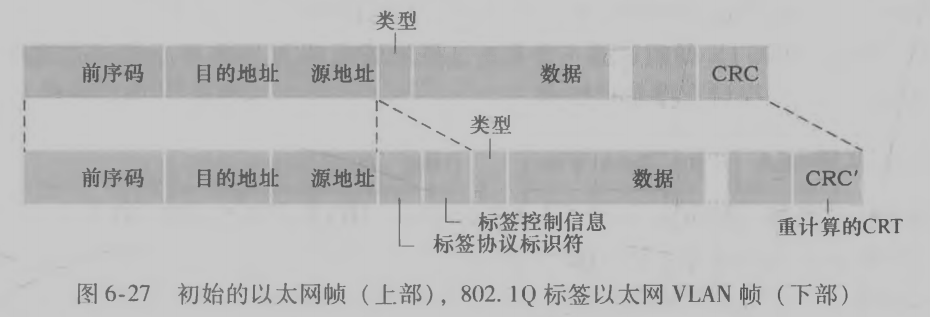 类型
前序码 目的地址 源地址 数据 CRC
类型
前序码 目的地址 源地址 数据 CRC′
标签控制信息
标签协议标识符
重计算的CRT
图 6-27 初始的以太网帧（上部），802.1Q 标签以太网 VLAN 帧（下部）